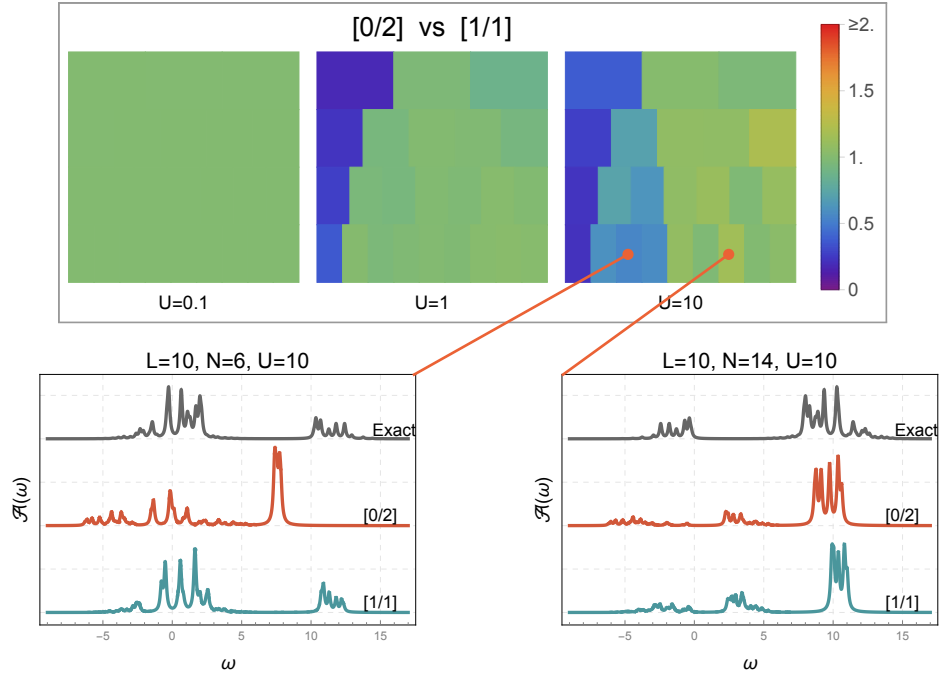 [0/2] vs [1/1]
≥2.
1.5
1.
0.5
0
U=0.1
U=1
U=10
L=10, N=6, U=10
L=10, N=14, U=10
Exact
[0/2]
[1/1]
𝒜(ω)
-5
0
5
10
15
ω
Exact
[0/2]
[1/1]
𝒜(ω)
-5
0
5
10
15
ω